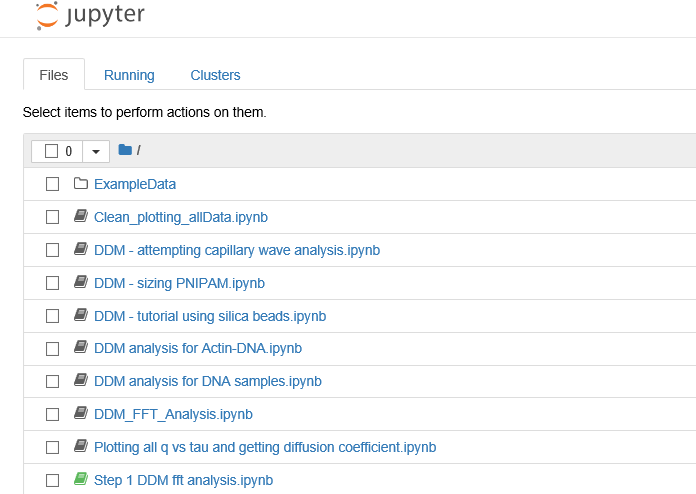 jupyter
Files Running Clusters
Select items to perform actions on them.
0 /
ExampleData
Clean_plotting_allData.ipynb
DDM - attempting capillary wave analysis.ipynb
DDM - sizing PNIPAM.ipynb
DDM - tutorial using silica beads.ipynb
DDM analysis for Actin-DNA.ipynb
DDM analysis for DNA samples.ipynb
DDM_FFT_Analysis.ipynb
Plotting all q vs tau and getting diffusion coefficient.ipynb
Step 1 DDM fft analysis.ipynb